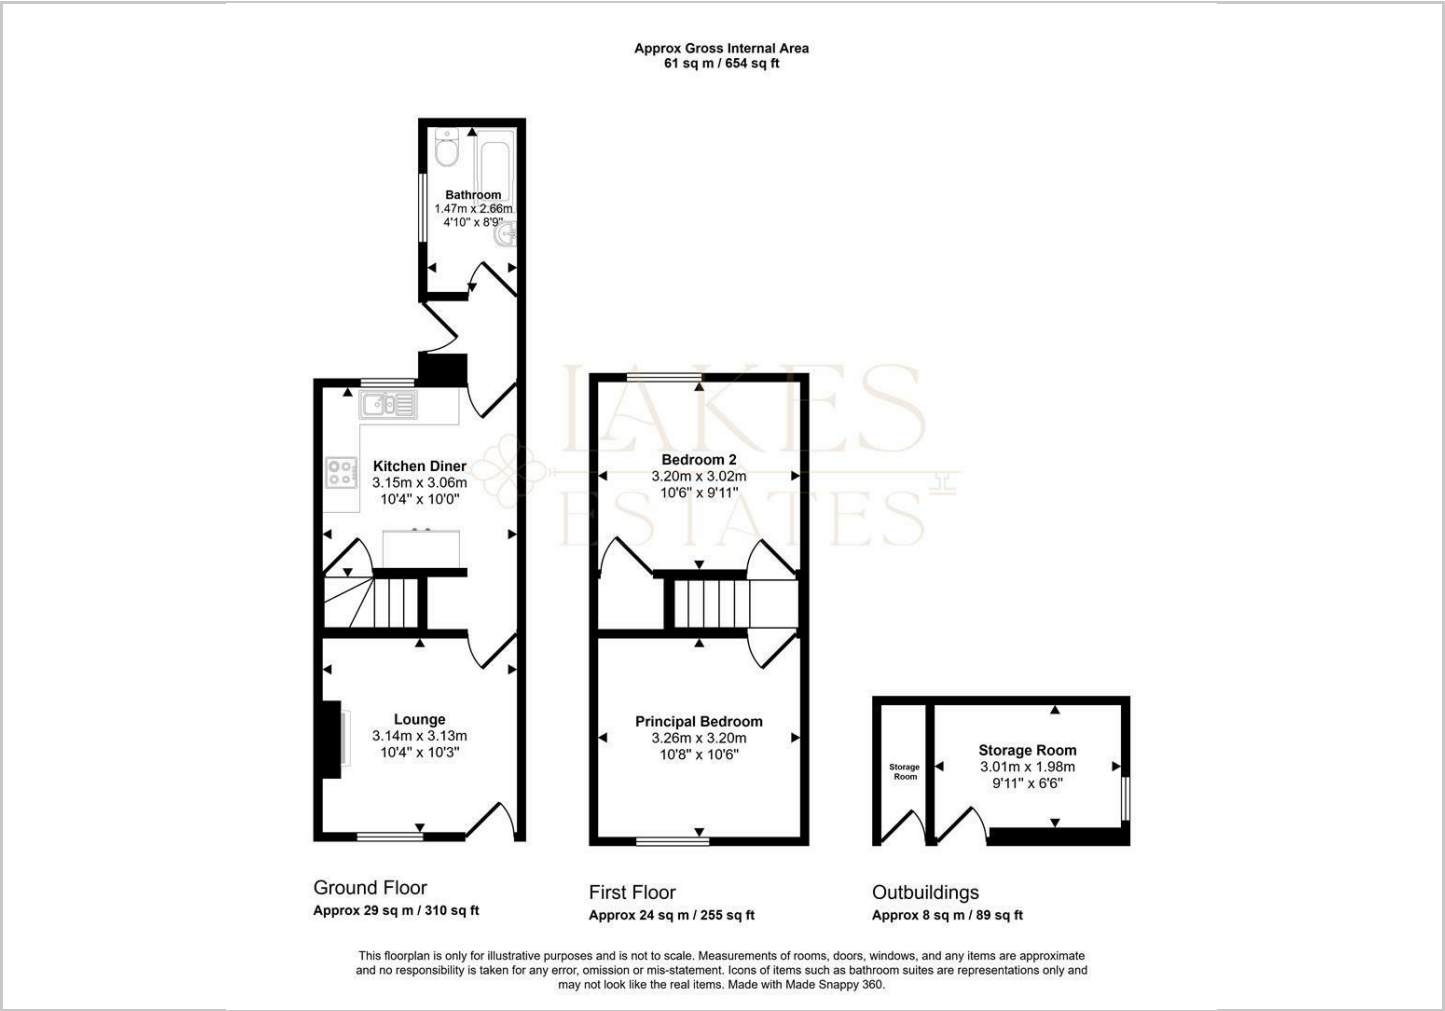 Approx Gross Internal Area
61 sq m / 654 sq ft
Bathroom
1.47m x 2.66m
4'10" x 8'9"
LAKES
ESTATES
Kitchen Diner
3.15m x 3.06m
10'4" x 10'0"
Bedroom 2
3.20m x 3.02m
10'6" x 9'11"
Lounge
3.14m x 3.13m
10'4" x 10'3"
Principal Bedroom
3.26m x 3.20m
10'8" x 10'6"
Storage
Room
Storage Room
3.01m x 1.98m
9'11" x 6'6"
Ground Floor
Approx 29 sq m / 310 sq ft
First Floor
Approx 24 sq m / 255 sq ft
Outbuildings
Approx 8 sq m / 89 sq ft
This floorplan is only for illustrative purposes and is not to scale. Measurements of rooms, doors, windows, and any items are approximate
and no responsibility is taken for any error, omission or mis-statement. Icons of items such as bathroom suites are representations only and
may not look like the real items. Made with Made Snappy 360.